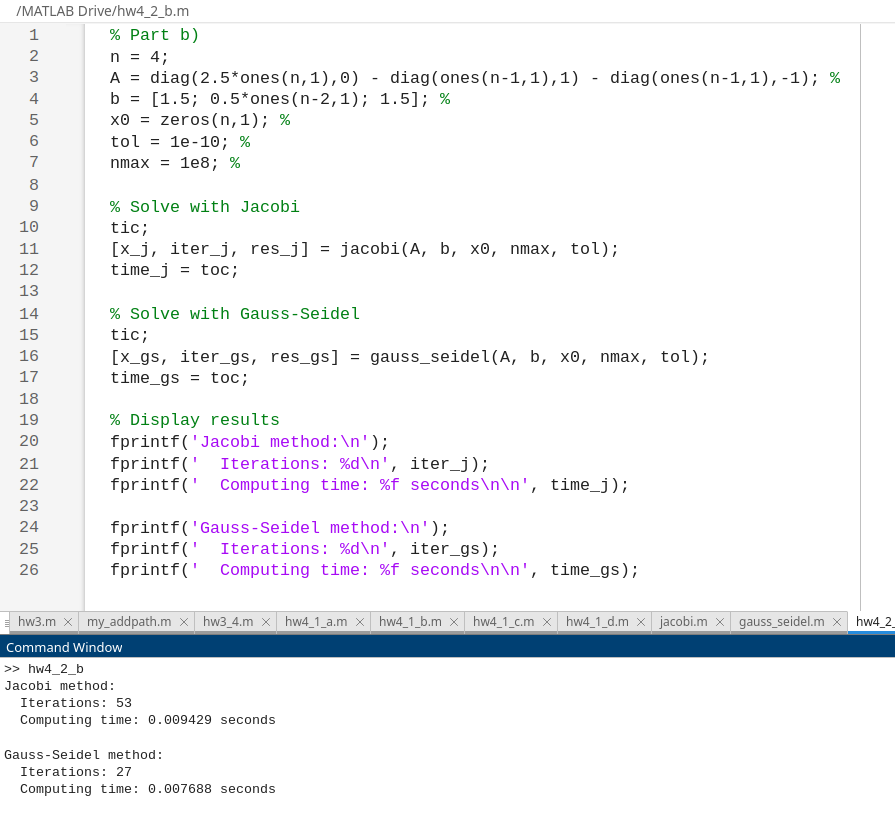 /MATLAB Drive/hw4_2_b.m
1 % Part b)
2 n = 4;
3 A = diag(2.5*ones(n,1),0) - diag(ones(n-1,1),1) - diag(ones(n-1,1),-1); %
4 b = [1.5; 0.5*ones(n-2,1); 1.5]; %
5 x0 = zeros(n,1); %
6 tol = 1e-10; %
7 nmax = 1e8; %
8
9 % Solve with Jacobi
10 tic;
11 [x_j, iter_j, res_j] = jacobi(A, b, x0, nmax, tol);
12 time_j = toc;
13
14 % Solve with Gauss-Seidel
15 tic;
16 [x_gs, iter_gs, res_gs] = gauss_seidel(A, b, x0, nmax, tol);
17 time_gs = toc;
18
19 % Display results
20 fprintf('Jacobi method:\n');
21 fprintf('  Iterations: %d\n', iter_j);
22 fprintf('  Computing time: %f seconds\n\n', time_j);
23
24 fprintf('Gauss-Seidel method:\n');
25 fprintf('  Iterations: %d\n', iter_gs);
26 fprintf('  Computing time: %f seconds\n\n', time_gs);
hw3.m × my_addpath.m × hw3_4.m × hw4_1_a.m × hw4_1_b.m × hw4_1_c.m × hw4_1_d.m × jacobi.m × gauss_seidel.m × hw4_2_
Command Window
>> hw4_2_b
Jacobi method:
  Iterations: 53
  Computing time: 0.009429 seconds
Gauss-Seidel method:
  Iterations: 27
  Computing time: 0.007688 seconds